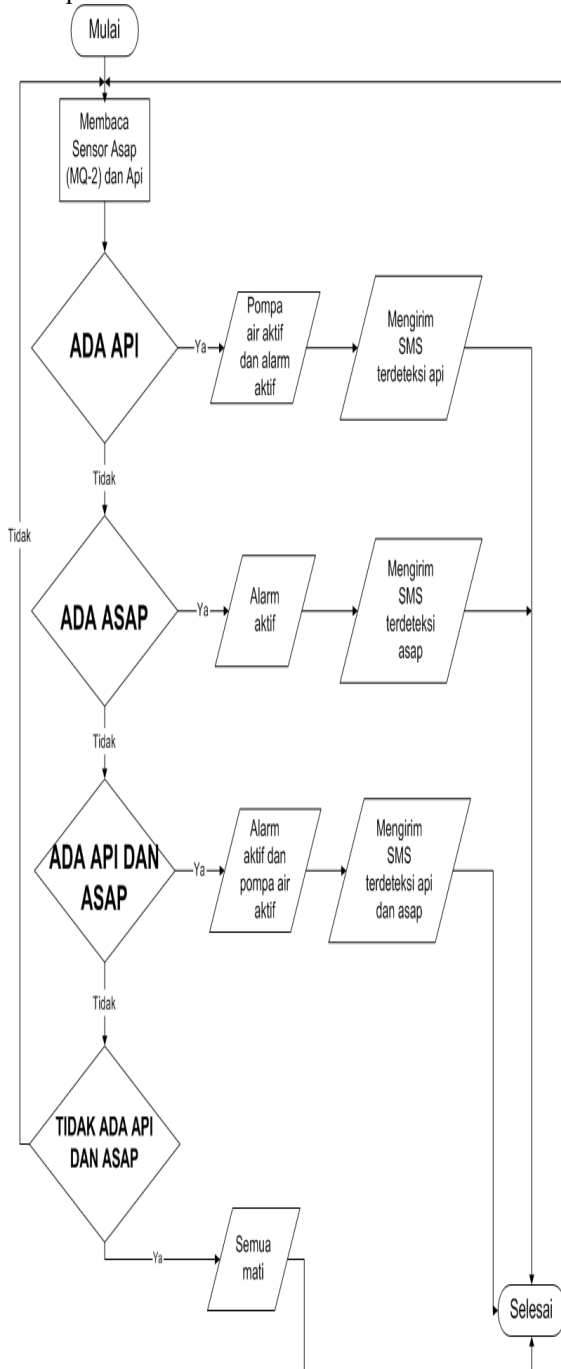 Mulai
Membaca
Sensor Asap
(MQ-2) dan Api
ADA API
Ya
Pompa
air aktif
dan alarm
aktif
Mengirim
SMS
terdeteksi api
Tidak
Tidak
ADA ASAP
Ya
Alarm
aktif
Mengirim
SMS
terdeteksi
asap
Tidak
ADA API DAN
ASAP
Ya
Alarm
aktif dan
pompa air
aktif
Mengirim
SMS
terdeteksi api
dan asap
Tidak
TIDAK ADA API
DAN ASAP
Ya
Semua
mati
Selesai